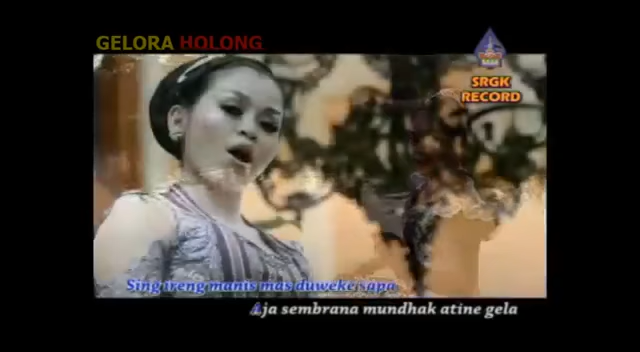 GELORA HOLONG
SRGK
RECORD
Sing ireng manis mas duweke sapa
Aja sembrana mundhak atine gela